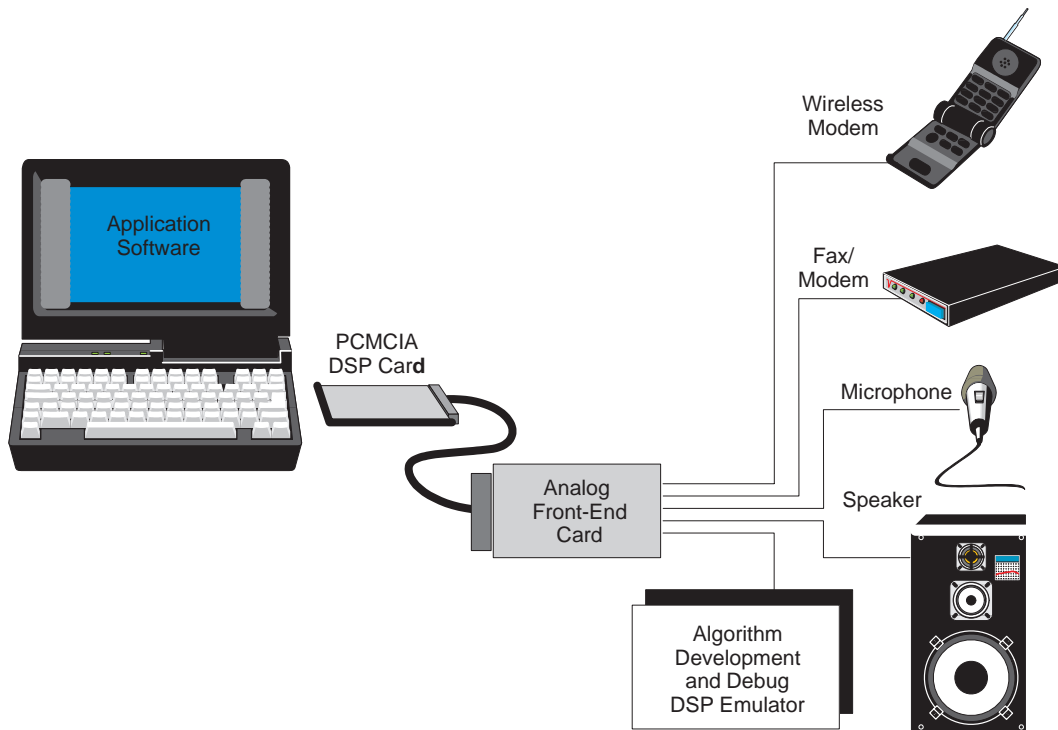 Wireless
Modem
Application
Software
Fax/
Modem
PCMCIA
DSP Card
Microphone
Analog
Front-End
Card
Speaker
Algorithm
Development
and Debug
DSP Emulator